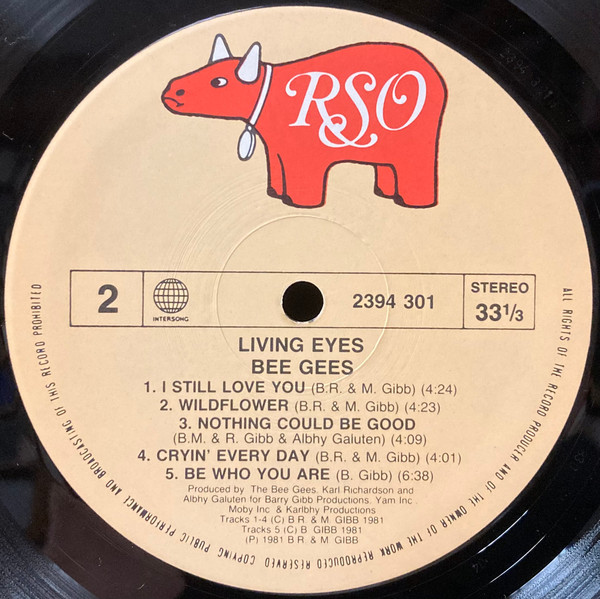 RSO
2
INTERSONG
2394 301
STEREO
33 1/3
LIVING EYES
BEE GEES
1. I STILL LOVE YOU (B.R. & M. Gibb) (4:24)
2. WILDFLOWER (B.R. & M. Gibb) (4:23)
3. NOTHING COULD BE GOOD
(B.M. & R. Gibb & Albhy Galuten) (4:09)
4. CRYIN' EVERY DAY (B.R. & M. Gibb) (4:01)
5. BE WHO YOU ARE (B. Gibb) (6:38)
Produced by The Bee Gees. Karl Richardson and
Albhy Galuten for Barry Gibb Productions. Yam Inc.
Moby Inc & Karlbhy Productions
Tracks 1-4 (C) B R. & M. GIBB 1981
Tracks 5 (C) B GIBB 1981
(P) 1981 B R & M GIBB
ALL RIGHTS OF THE RECORD PRODUCER AND OF THE OWNER OF THE WORK REPRODUCED RESERVED COPYING PUBLIC PERFORMANCE AND BROADCASTING OF THIS RECORD PROHIBITED